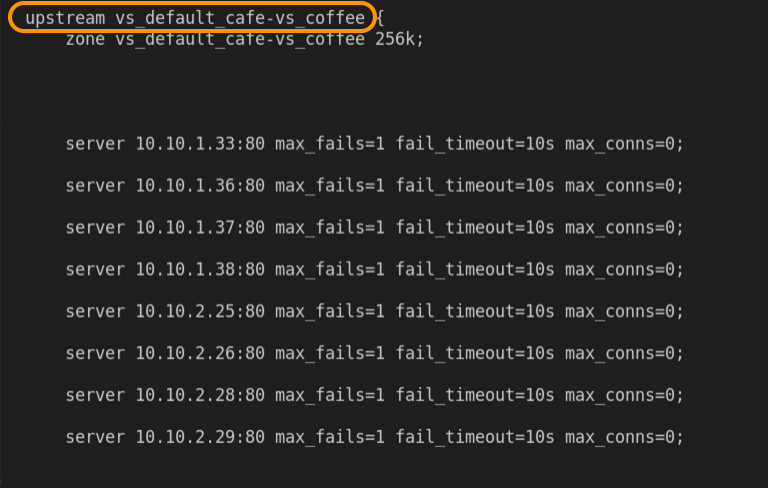 upstream vs_default_cafe-vs_coffee {
zone vs_default_cafe-vs_coffee 256k;
server 10.10.1.33:80 max_fails=1 fail_timeout=10s max_conns=0;
server 10.10.1.36:80 max_fails=1 fail_timeout=10s max_conns=0;
server 10.10.1.37:80 max_fails=1 fail_timeout=10s max_conns=0;
server 10.10.1.38:80 max_fails=1 fail_timeout=10s max_conns=0;
server 10.10.2.25:80 max_fails=1 fail_timeout=10s max_conns=0;
server 10.10.2.26:80 max_fails=1 fail_timeout=10s max_conns=0;
server 10.10.2.28:80 max_fails=1 fail_timeout=10s max_conns=0;
server 10.10.2.29:80 max_fails=1 fail_timeout=10s max_conns=0;